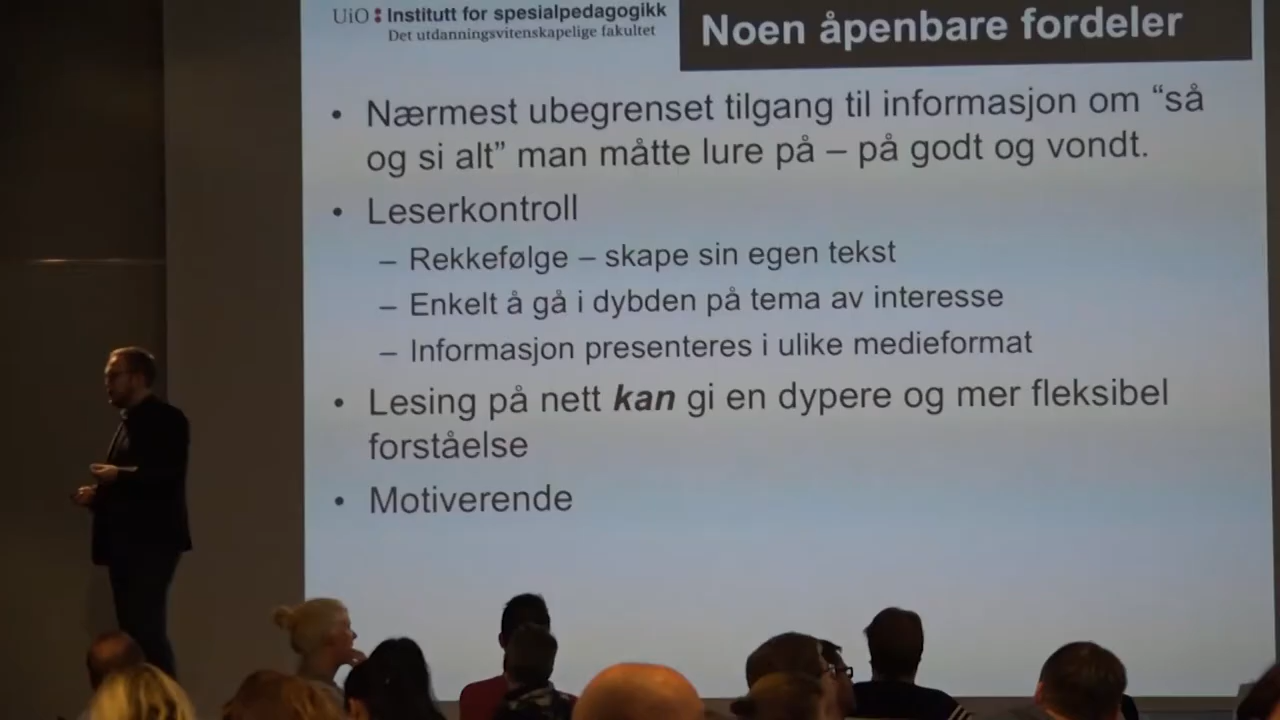 UiO : Institutt for spesialpedagogikk
Det utdanningsvitenskapelige fakultet
Noen åpenbare fordeler
• Nærmest ubegrenset tilgang til informasjon om “så
og si alt” man måtte lure på – på godt og vondt.
• Leserkontroll
– Rekkefølge – skape sin egen tekst
– Enkelt å gå i dybden på tema av interesse
– Informasjon presenteres i ulike medieformat
• Lesing på nett kan gi en dypere og mer fleksibel
forståelse
• Motiverende